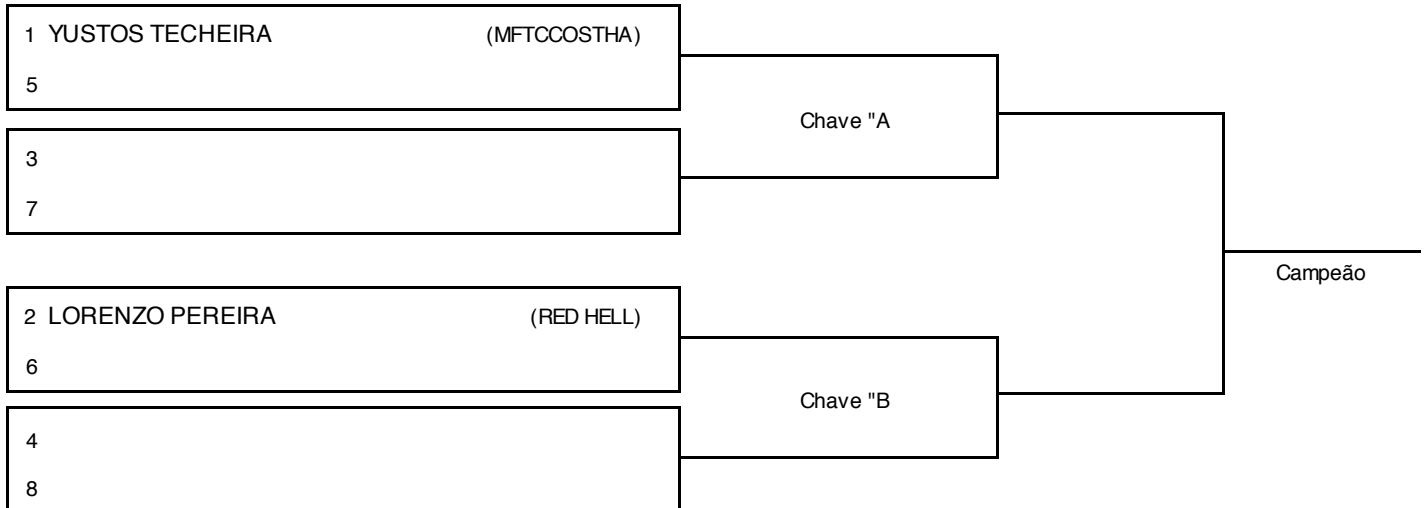 1 YUSTOS TECHEIRA (MFTCCOSTHA)
5
Chave "A
3
7
Campeão
2 LORENZO PEREIRA (RED HELL)
6
Chave "B
4
8